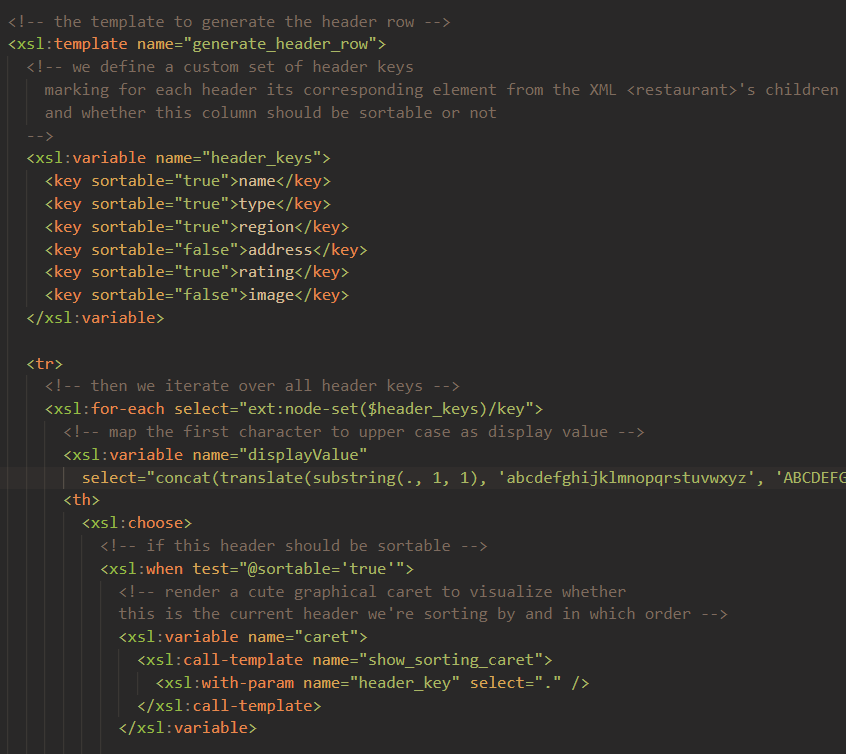 <!-- the template to generate the header row -->
<xsl:template name="generate_header_row">
<!-- we define a custom set of header keys
marking for each header its corresponding element from the XML <restaurant>'s children
and whether this column should be sortable or not
-->
<xsl:variable name="header_keys">
<key sortable="true">name</key>
<key sortable="true">type</key>
<key sortable="true">region</key>
<key sortable="false">address</key>
<key sortable="true">rating</key>
<key sortable="false">image</key>
</xsl:variable>
<tr>
<!-- then we iterate over all header keys -->
<xsl:for-each select="ext:node-set($header_keys)/key">
<!-- map the first character to upper case as display value -->
<xsl:variable name="displayValue"
select="concat(translate(substring(., 1, 1), 'abcdefghijklmnopqrstuvwxyz', 'ABCDEFG
<th>
<xsl:choose>
<!-- if this header should be sortable -->
<xsl:when test="@sortable='true'">
<!-- render a cute graphical caret to visualize whether
this is the current header we're sorting by and in which order -->
<xsl:variable name="caret">
<xsl:call-template name="show_sorting_caret">
<xsl:with-param name="header_key" select="." />
</xsl:call-template>
</xsl:variable>